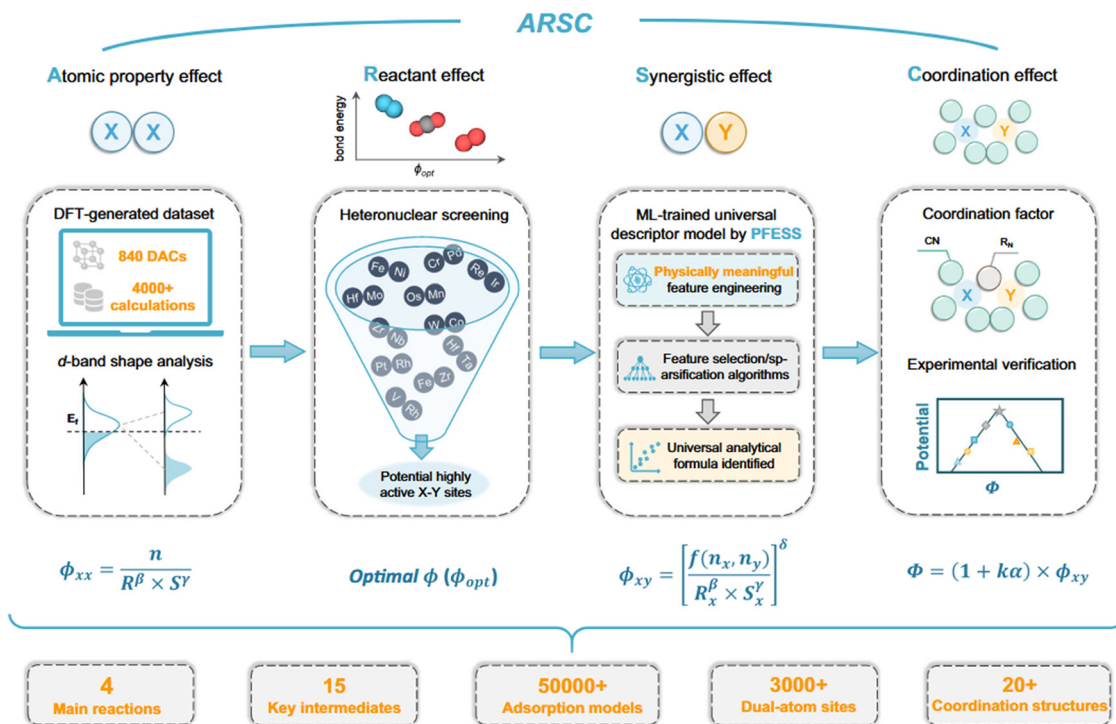 ARSC
Atomic property effect
X X
DFT-generated dataset
840 DACs
4000+
calculations
d-band shape analysis
Ef
ϕxx = n / (R^β × S^γ)
Reactant effect
bond energy
ϕopt
Heteronuclear screening
Fe Ni Cr Po Re Ir
Hf Mo Os Mn
Zr Nb W Co
Pt Rh Hf Ta
Fe Zr
V Rh
Potential highly
active X-Y sites
Optimal ϕ (ϕopt)
Synergistic effect
X Y
ML-trained universal
descriptor model by PFESS
Physically meaningful
feature engineering
Feature selection/sp-
arsification algorithms
Universal analytical
formula identified
ϕxy = [f(nx, ny) / (Rx^β × Sx^γ)]^δ
Coordination effect
X Y
Coordination factor
CN RN
X Y
Experimental verification
Potential
Φ
Φ = (1 + kα) × ϕxy
4
Main reactions
15
Key intermediates
50000+
Adsorption models
3000+
Dual-atom sites
20+
Coordination structures